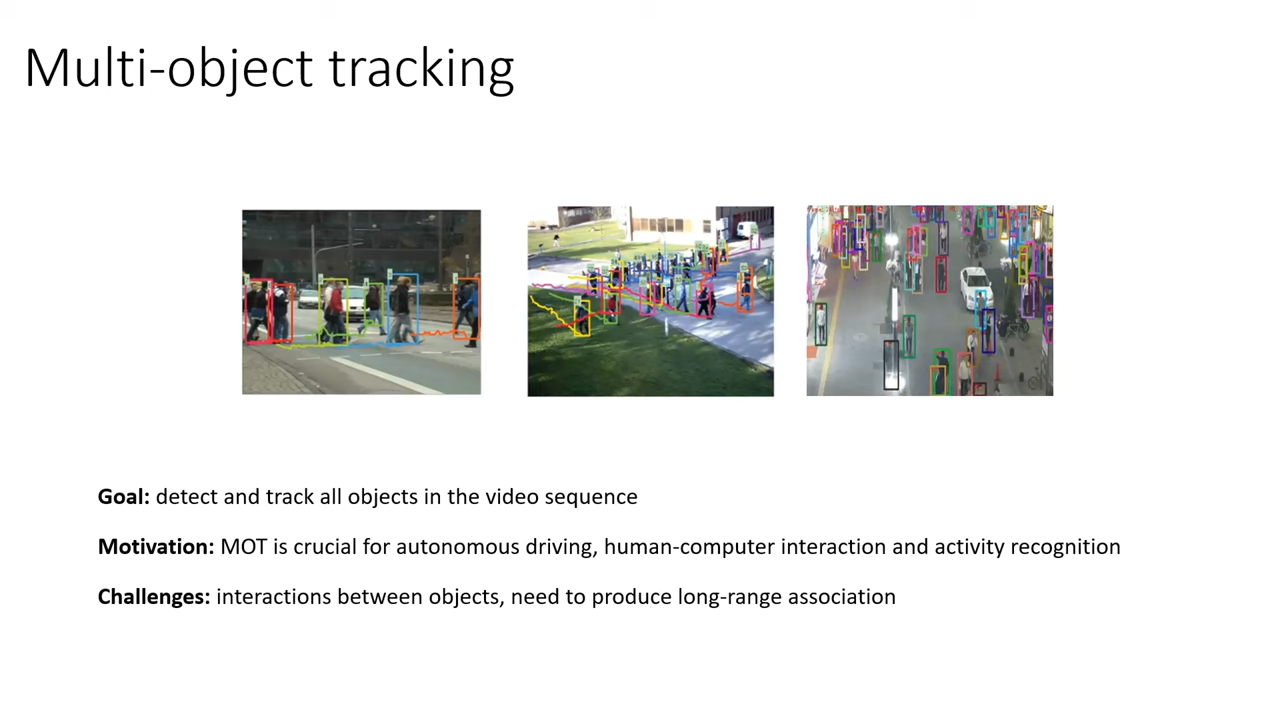 Multi-object tracking
Goal: detect and track all objects in the video sequence
Motivation: MOT is crucial for autonomous driving, human-computer interaction and activity recognition
Challenges: interactions between objects, need to produce long-range association